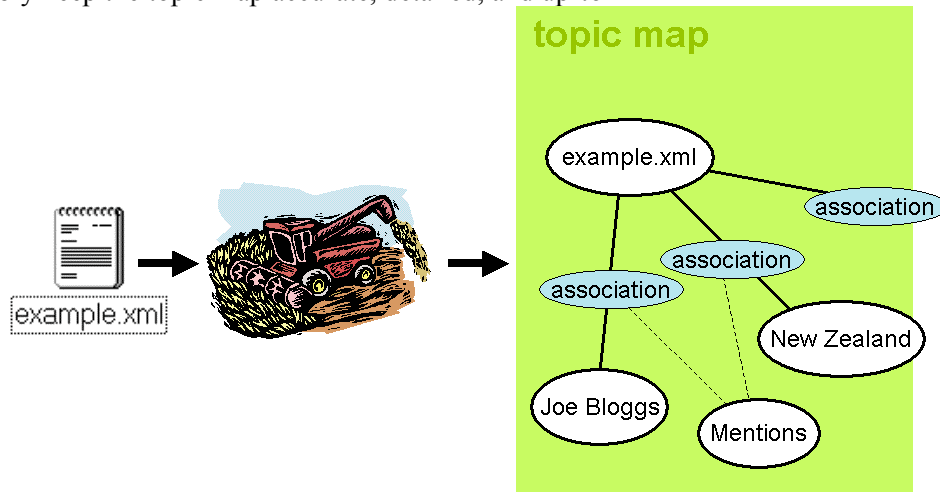 topic map
example.xml
association
association
association
example.xml
New Zealand
Joe Bloggs
Mentions